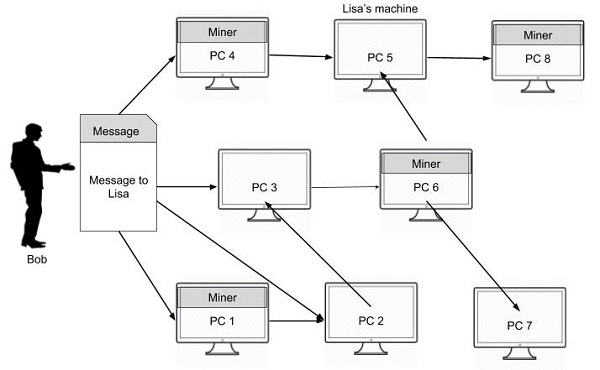 Lisa's machine
Miner
PC 4
PC 5
Miner
PC 8
Message
Message to
Lisa
Bob
PC 3
Miner
PC 6
Miner
PC 1
PC 2
PC 7